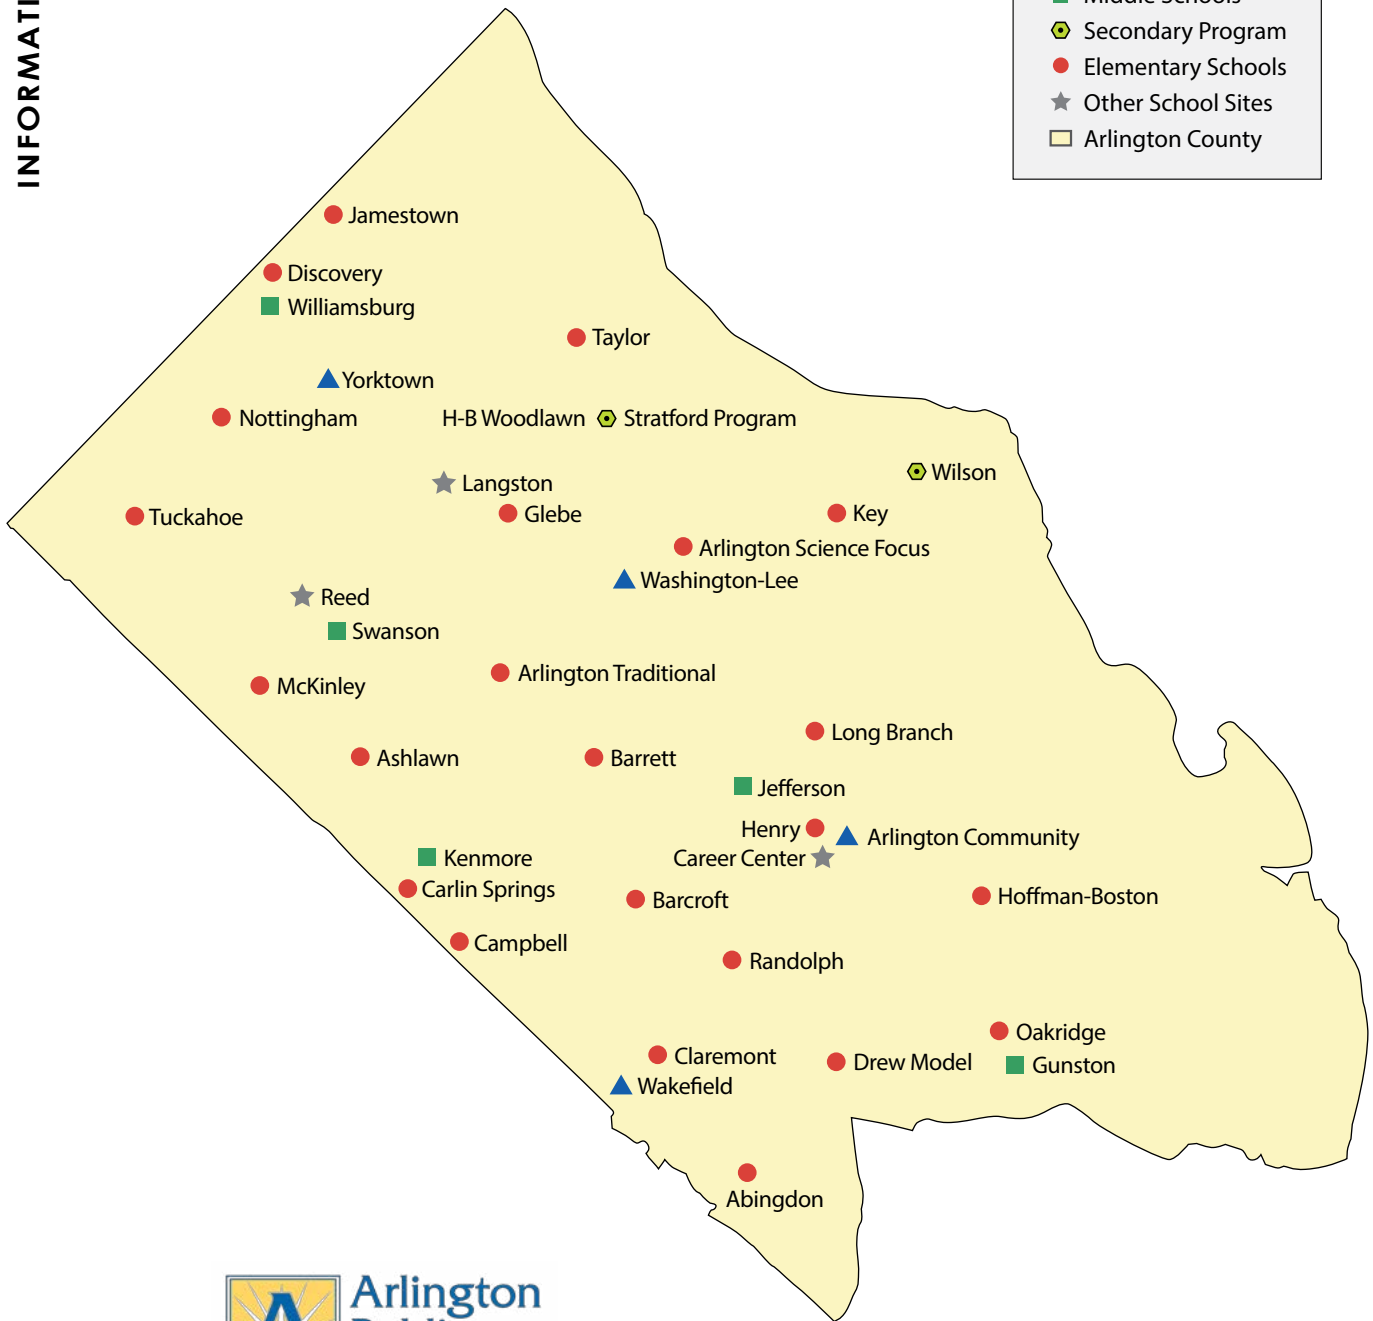 Middle Schools
Secondary Program
Elementary Schools
Other School Sites
Arlington County
Jamestown
Discovery
Williamsburg
Taylor
Yorktown
Nottingham
H-B Woodlawn Stratford Program
Wilson
Langston
Tuckahoe
Glebe
Key
Arlington Science Focus
Washington-Lee
Reed
Swanson
Arlington Traditional
McKinley
Long Branch
Ashlawn
Barrett
Jefferson
Henry
Arlington Community
Career Center
Kenmore
Carlin Springs
Barcroft
Hoffman-Boston
Campbell
Randolph
Oakridge
Claremont
Drew Model
Gunston
Wakefield
Abingdon
Arlington